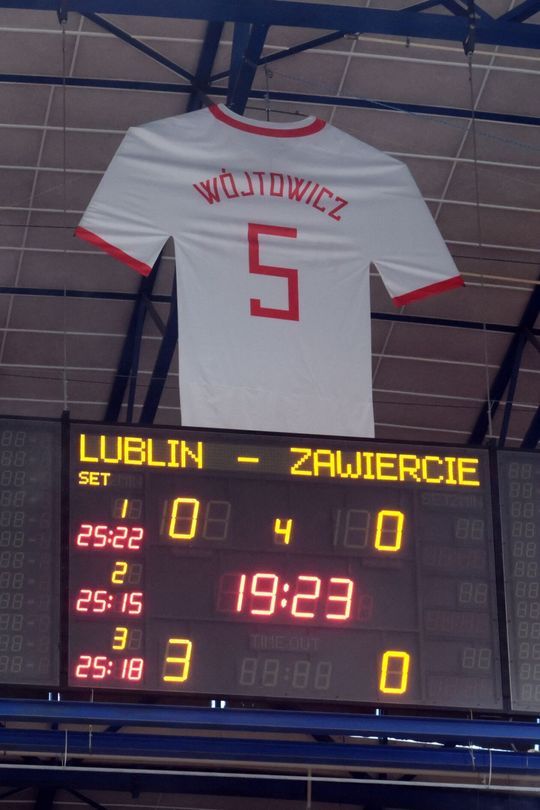 WÓJTOWICZ
5
LUBLIN - ZAWIERCIE
SET
1 0 4 0
25:22
2 19:23
25:15
TIME OUT
3 3 0
25:18